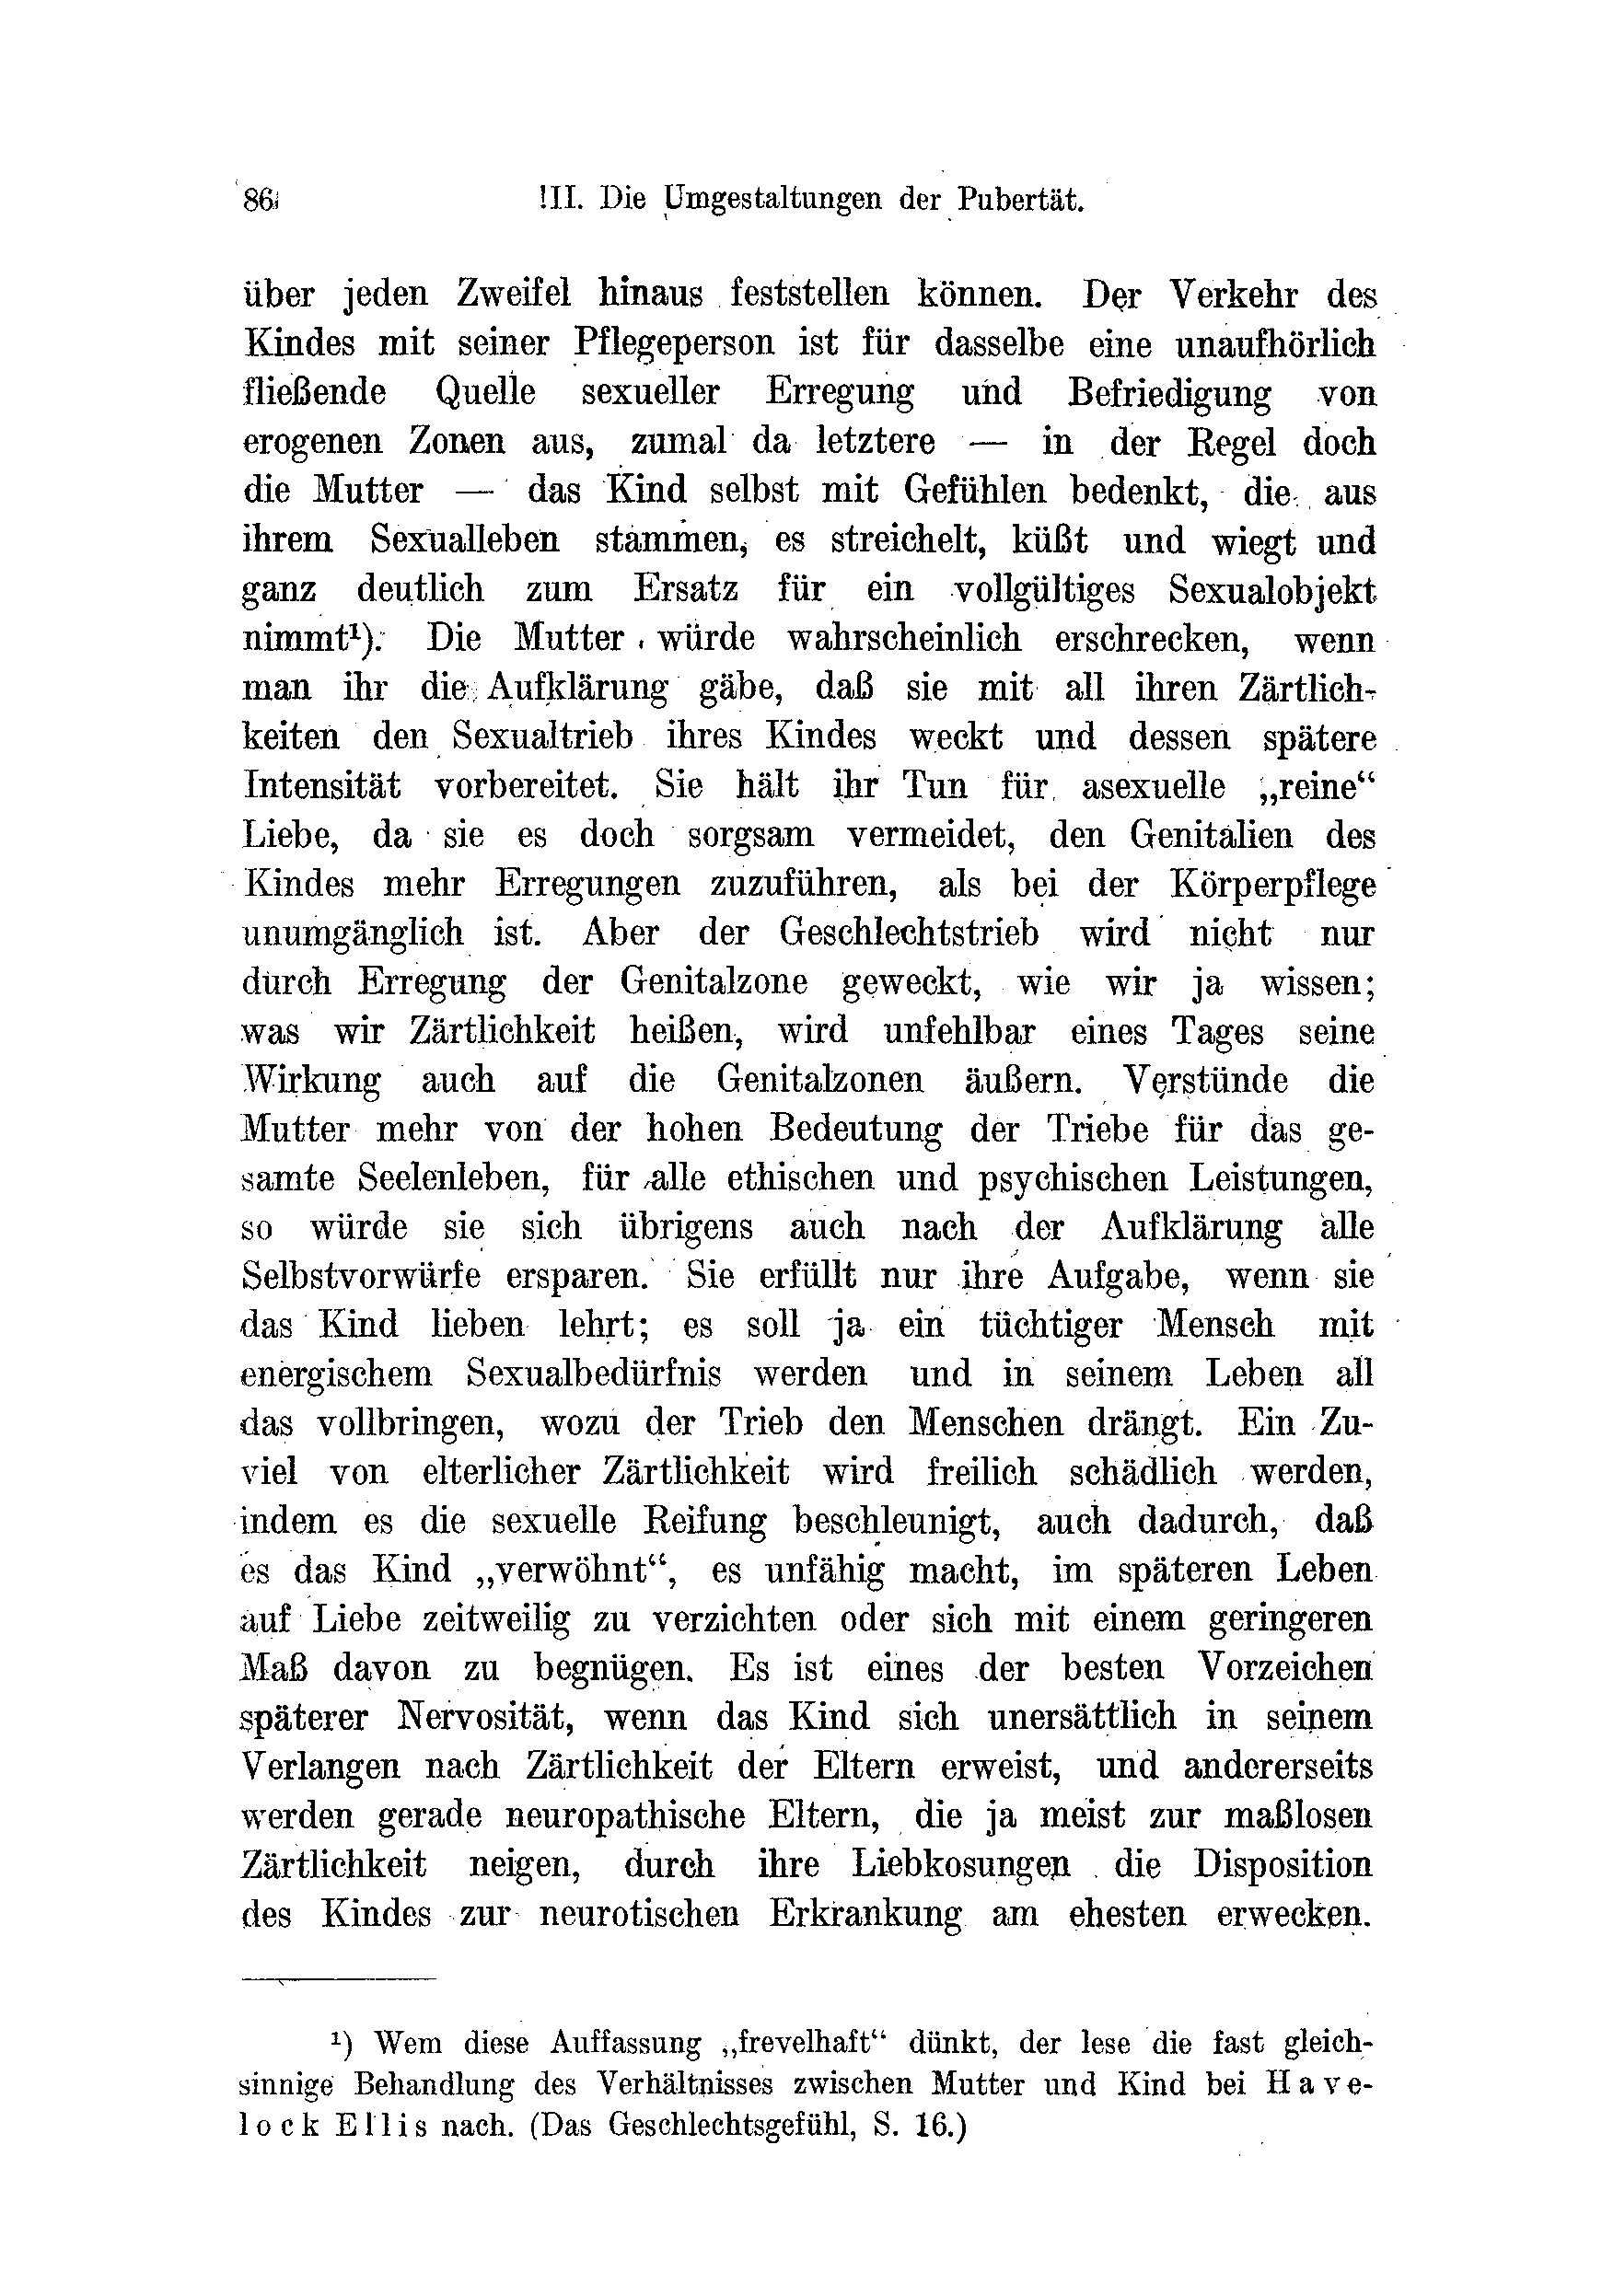 86 III. Die Umgestaltungen der Pubertät.
über jeden Zweifel hinaus feststellen können. Der Verkehr des
Kindes mit seiner Pflegeperson ist für dasselbe eine unaufhörlich
fließende Quelle sexueller Erregung und Befriedigung von
erogenen Zonen aus, zumal da letztere — in der Regel doch
die Mutter — das Kind selbst mit Gefühlen bedenkt, die aus
ihrem Sexualleben stammen, es streichelt, küßt und wiegt und
ganz deutlich zum Ersatz für ein vollgültiges Sexualobjekt
nimmt¹). Die Mutter würde wahrscheinlich erschrecken, wenn
man ihr die Aufklärung gäbe, daß sie mit all ihren Zärtlich-
keiten den Sexualtrieb ihres Kindes weckt und dessen spätere
Intensität vorbereitet. Sie hält ihr Tun für asexuelle „reine“
Liebe, da sie es doch sorgsam vermeidet, den Genitalien des
Kindes mehr Erregungen zuzuführen, als bei der Körperpflege
unumgänglich ist. Aber der Geschlechtstrieb wird nicht nur
durch Erregung der Genitalzone geweckt, wie wir ja wissen;
was wir Zärtlichkeit heißen, wird unfehlbar eines Tages seine
Wirkung auch auf die Genitalzonen äußern. Verstünde die
Mutter mehr von der hohen Bedeutung der Triebe für das ge-
samte Seelenleben, für alle ethischen und psychischen Leistungen,
so würde sie sich übrigens auch nach der Aufklärung alle
Selbstvorwürfe ersparen. Sie erfüllt nur ihre Aufgabe, wenn sie
das Kind lieben lehrt; es soll ja ein tüchtiger Mensch mit
energischem Sexualbedürfnis werden und in seinem Leben all
das vollbringen, wozu der Trieb den Menschen drängt. Ein Zu-
viel von elterlicher Zärtlichkeit wird freilich schädlich werden,
indem es die sexuelle Reifung beschleunigt, auch dadurch, daß
es das Kind „verwöhnt“, es unfähig macht, im späteren Leben
auf Liebe zeitweilig zu verzichten oder sich mit einem geringeren
Maß davon zu begnügen. Es ist eines der besten Vorzeichen
späterer Nervosität, wenn das Kind sich unersättlich in seinem
Verlangen nach Zärtlichkeit der Eltern erweist, und andererseits
werden gerade neuropathische Eltern, die ja meist zur maßlosen
Zärtlichkeit neigen, durch ihre Liebkosungen die Disposition
des Kindes zur neurotischen Erkrankung am ehesten erwecken.
¹) Wem diese Auffassung „frevelhaft“ dünkt, der lese die fast gleich-
sinnige Behandlung des Verhältnisses zwischen Mutter und Kind bei Have-
lock Ellis nach. (Das Geschlechtsgefühl, S. 16.)